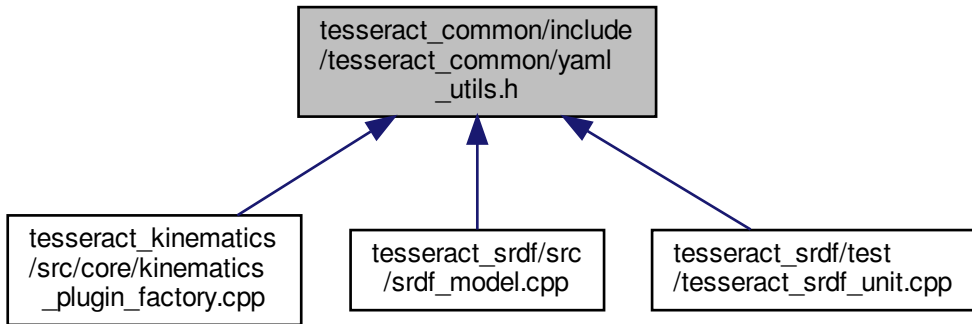 tesseract_common/include
/tesseract_common/yaml
_utils.h
tesseract_kinematics
/src/core/kinematics
_plugin_factory.cpp
tesseract_srdf/src
/srdf_model.cpp
tesseract_srdf/test
/tesseract_srdf_unit.cpp